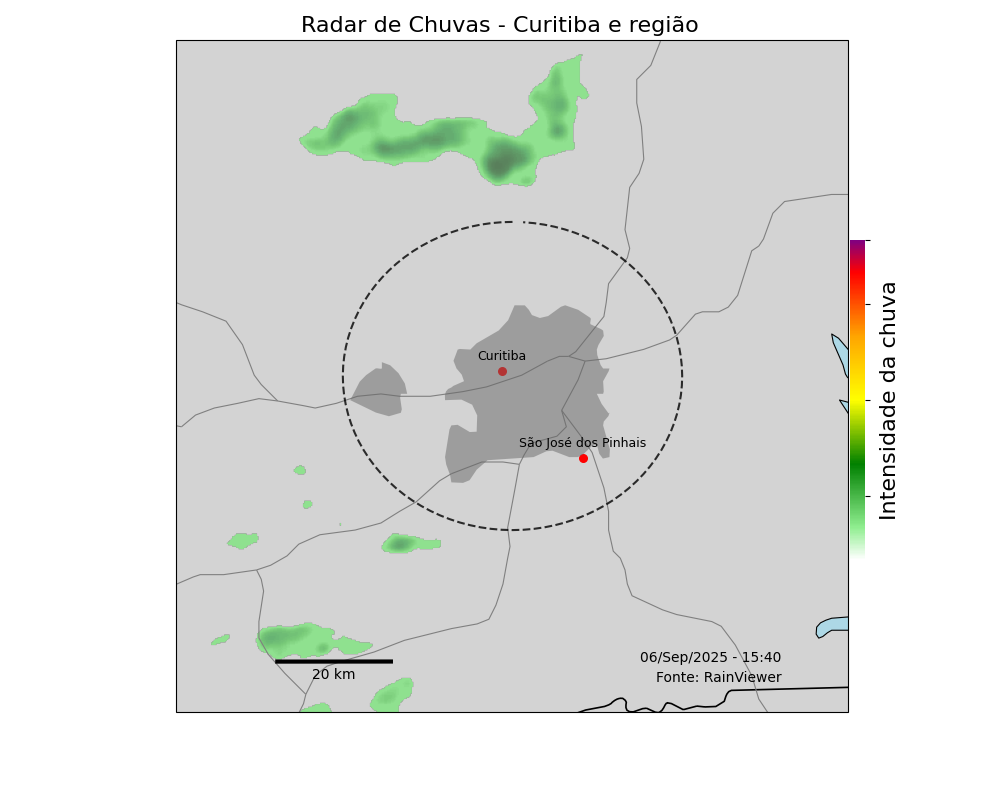 Radar de Chuvas - Curitiba e região
Curitiba
São José dos Pinhais
Intensidade da chuva
20 km
06/Sep/2025 - 15:40
Fonte: RainViewer